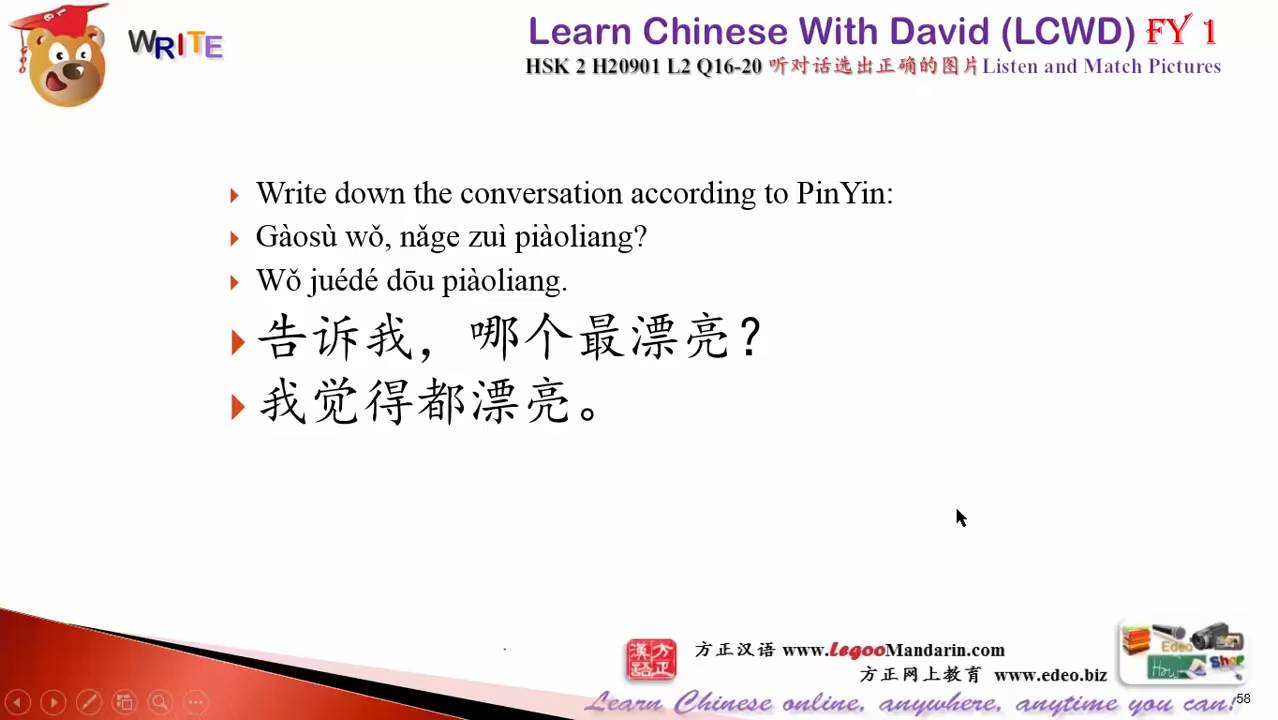 WRITE
Learn Chinese With David (LCWD) FY 1
HSK 2 H20901 L2 Q16-20 听对话选出正确的图片Listen and Match Pictures
Write down the conversation according to PinYin:
Gàosù wǒ, nǎge zuì piàoliang?
Wǒ juédé dōu piàoliang.
告诉我，哪个最漂亮？
我觉得都漂亮。
方正汉语 www.LegooMandarin.com
方正网上教育 www.edeo.biz
Learn Chinese online, anywhere, anytime you can!
58